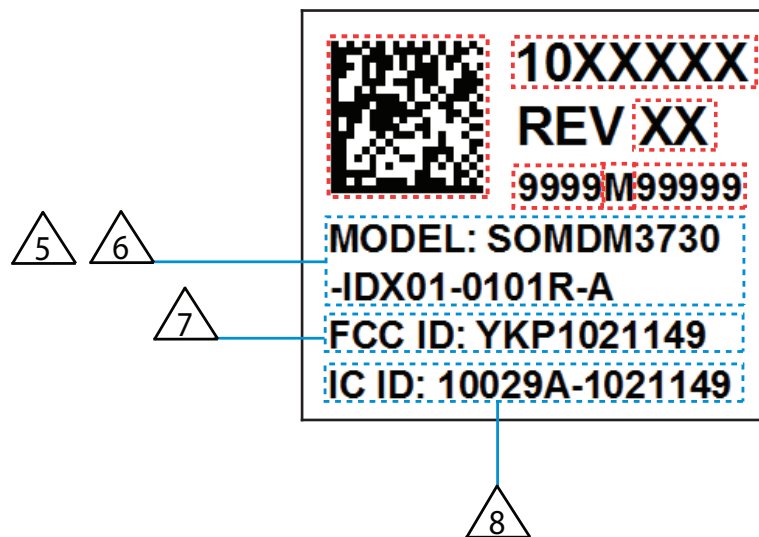 10XXXXX
REV XX
9999M99999
5 6
MODEL: SOMDM3730
-IDX01-0101R-A
7
FCC ID: YKP1021149
IC ID: 10029A-1021149
8